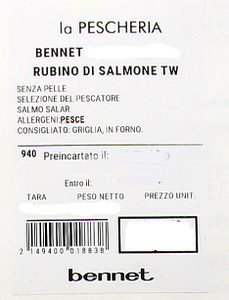 la PESCHERIA
BENNET
RUBINO DI SALMONE TW
SENZA PELLE
SELEZIONE DEL PESCATORE
SALMO SALAR
ALLERGENI:PESCE
CONSIGLIATO: GRIGLIA, IN FORNO.
940 Preincartato il:
Entro il:
TARA PESO NETTO PREZZO UNIT.
2 149400 018838
bennet